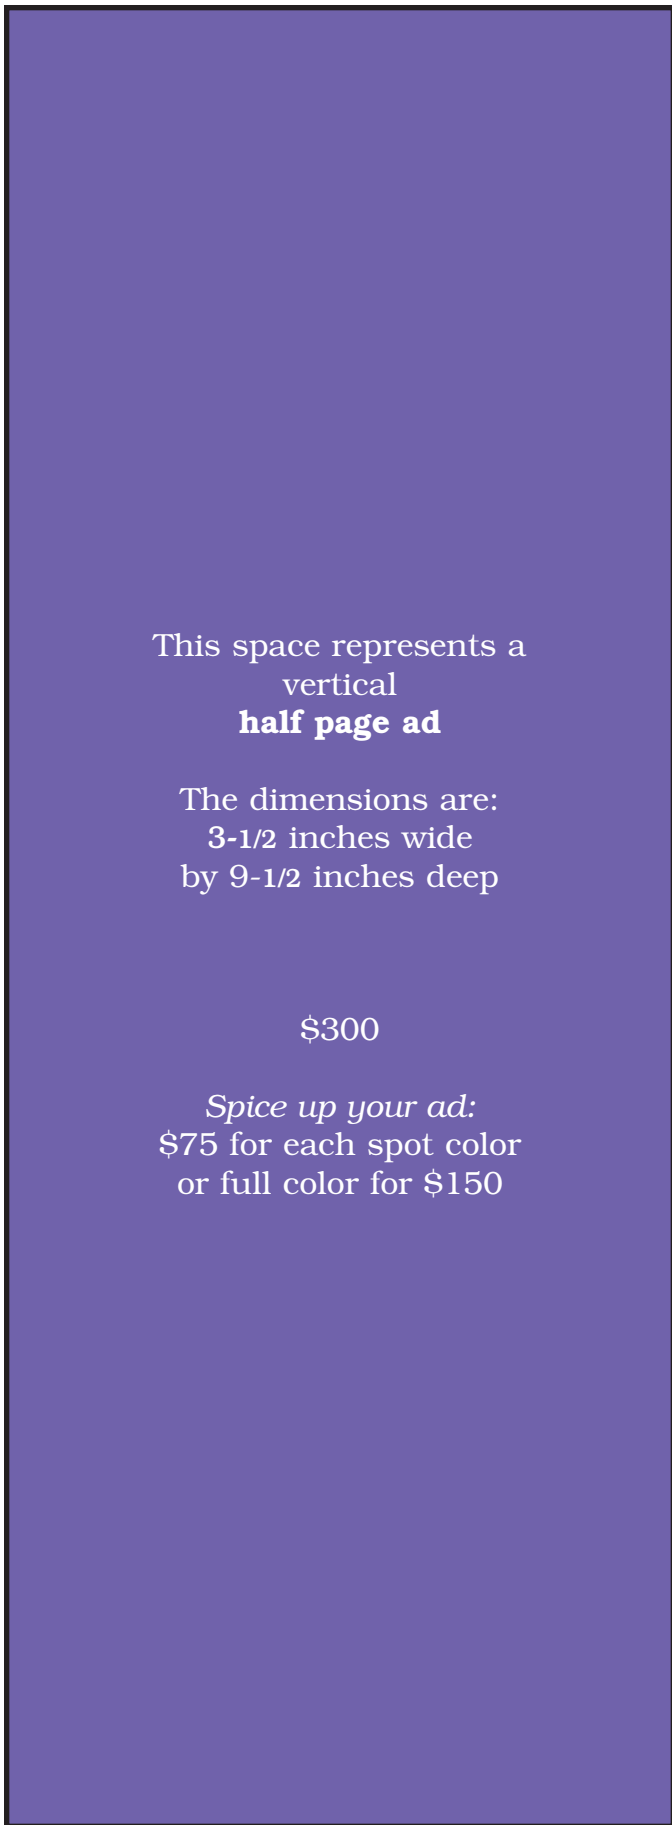 This space represents a
vertical
half page ad
The dimensions are:
3-1/2 inches wide
by 9-1/2 inches deep
$300
Spice up your ad:
$75 for each spot color
or full color for $150